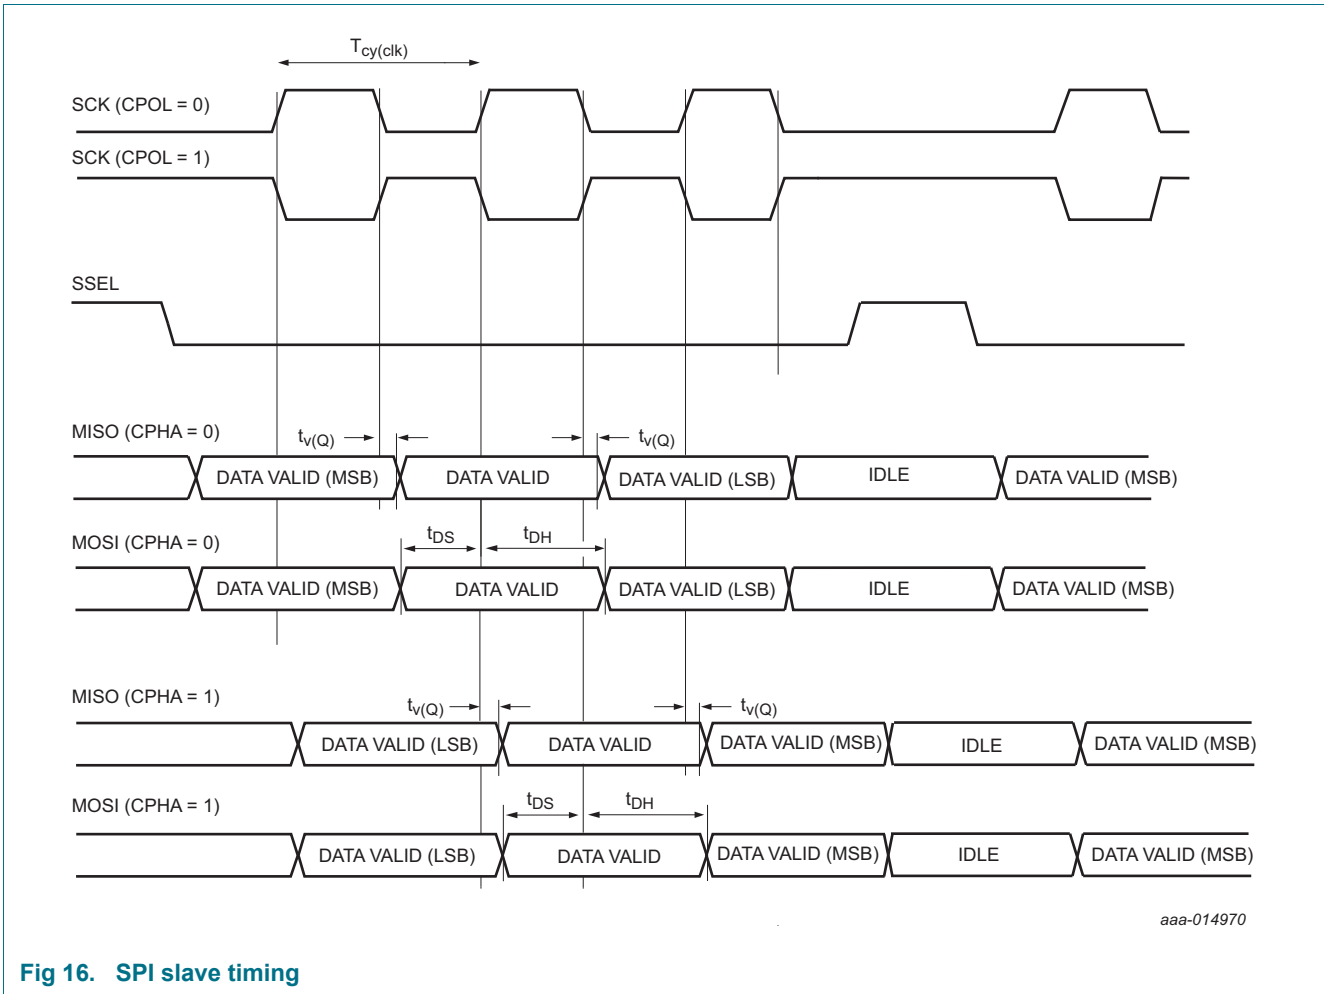 Tcy(clk)
SCK (CPOL = 0)
SCK (CPOL = 1)
SSEL
MISO (CPHA = 0)
tv(Q) tv(Q)
DATA VALID (MSB) DATA VALID DATA VALID (LSB) IDLE DATA VALID (MSB)
tDS tDH
MOSI (CPHA = 0)
DATA VALID (MSB) DATA VALID DATA VALID (LSB) IDLE DATA VALID (MSB)
MISO (CPHA = 1)
tv(Q) tv(Q)
DATA VALID (LSB) DATA VALID DATA VALID (MSB) IDLE DATA VALID (MSB)
MOSI (CPHA = 1)
tDS tDH
DATA VALID (LSB) DATA VALID DATA VALID (MSB) IDLE DATA VALID (MSB)
aaa-014970
Fig 16. SPI slave timing